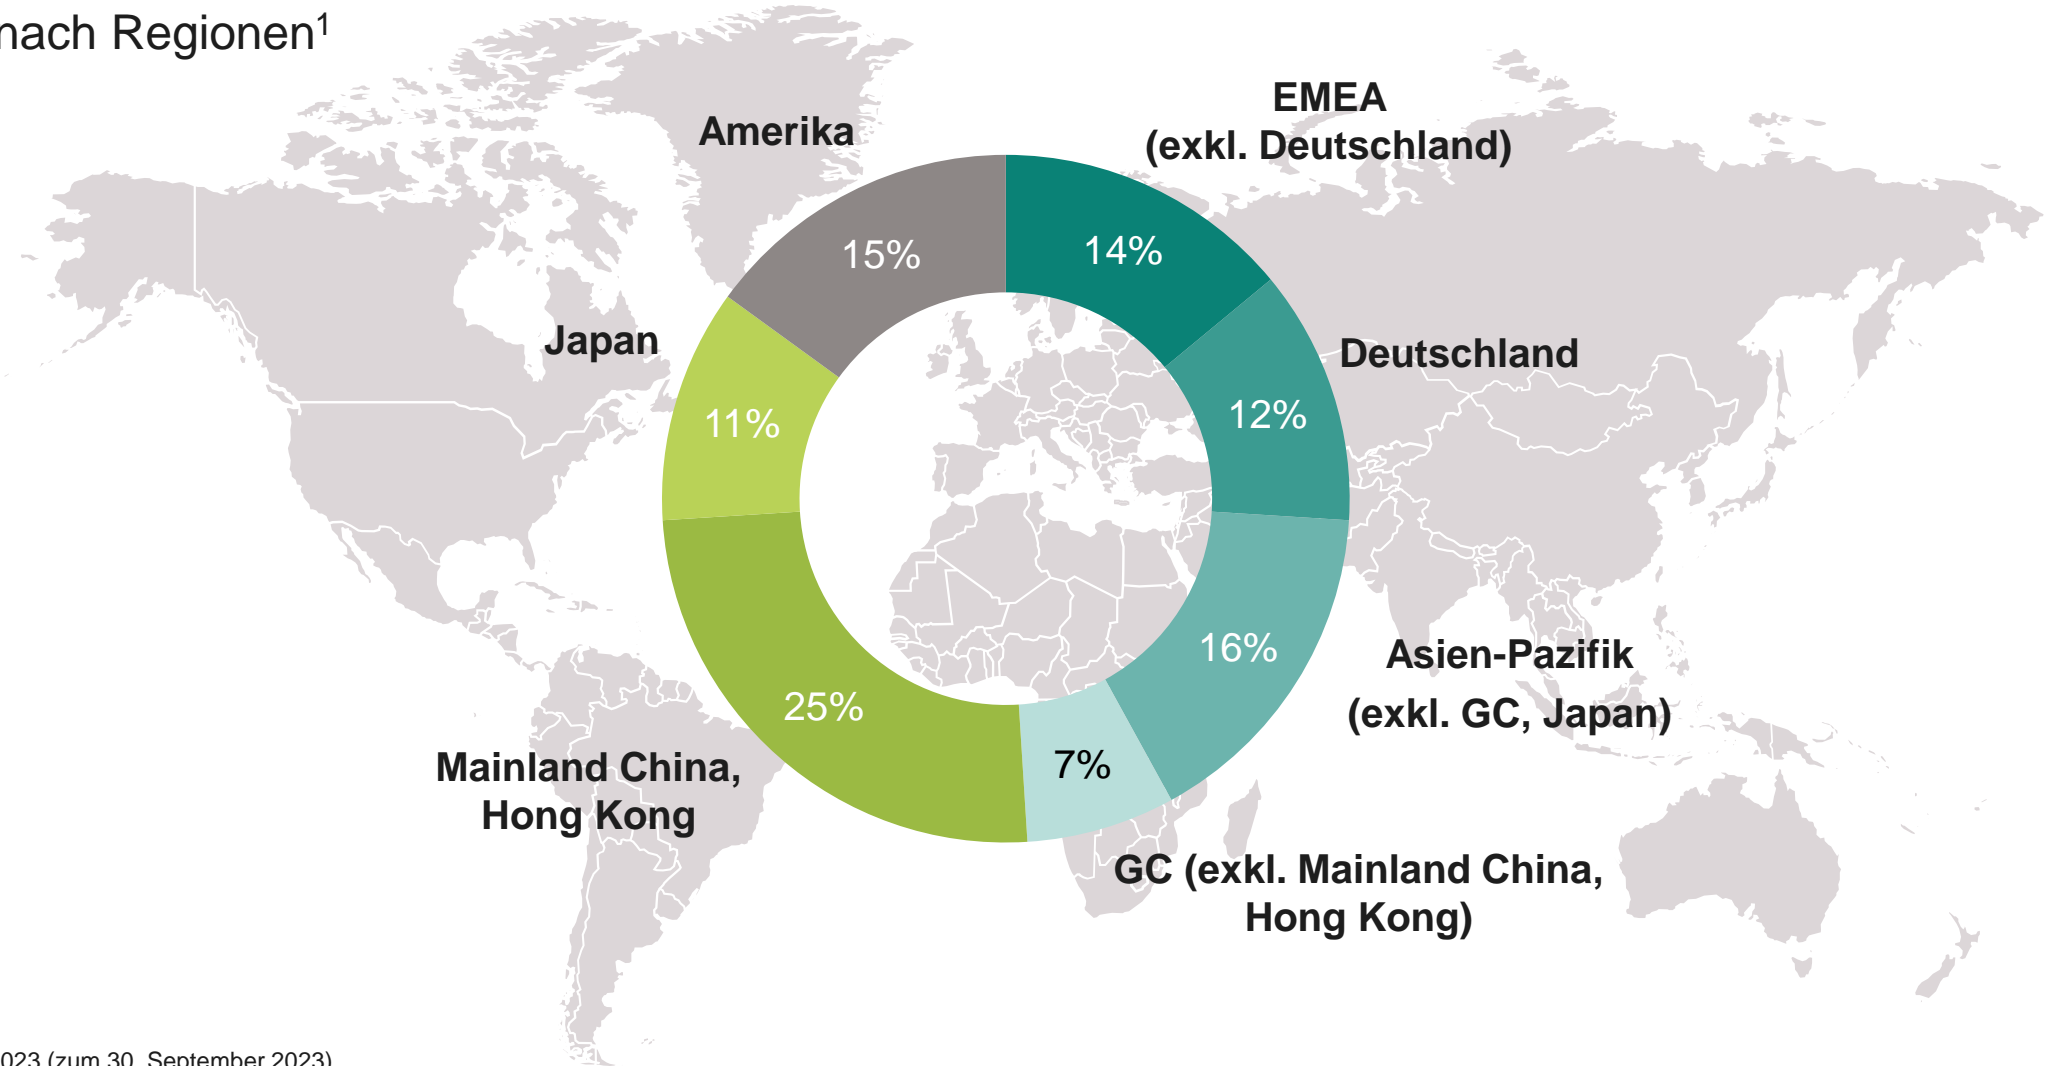 nach Regionen¹
EMEA
(exkl. Deutschland)
Amerika
15%
14%
Japan
Deutschland
11%
12%
16%
Asien-Pazifik
(exkl. GC, Japan)
25%
7%
Mainland China,
Hong Kong
GC (exkl. Mainland China,
Hong Kong)
023 (zum 30. September 2023)